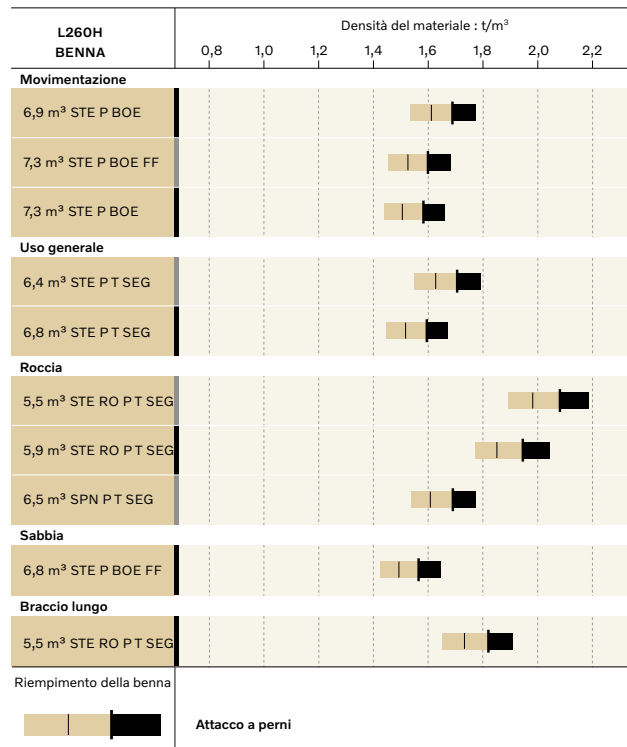 L260H
BENNA
Densità del materiale : t/m³
0,8 1,0 1,2 1,4 1,6 1,8 2,0 2,2
Movimentazione
6,9 m³ STE P BOE
7,3 m³ STE P BOE FF
7,3 m³ STE P BOE
Uso generale
6,4 m³ STE P T SEG
6,8 m³ STE P T SEG
Roccia
5,5 m³ STE RO P T SEG
5,9 m³ STE RO P T SEG
6,5 m³ SPN P T SEG
Sabbia
6,8 m³ STE P BOE FF
Braccio lungo
5,5 m³ STE RO P T SEG
Riempimento della benna
Attacco a perni